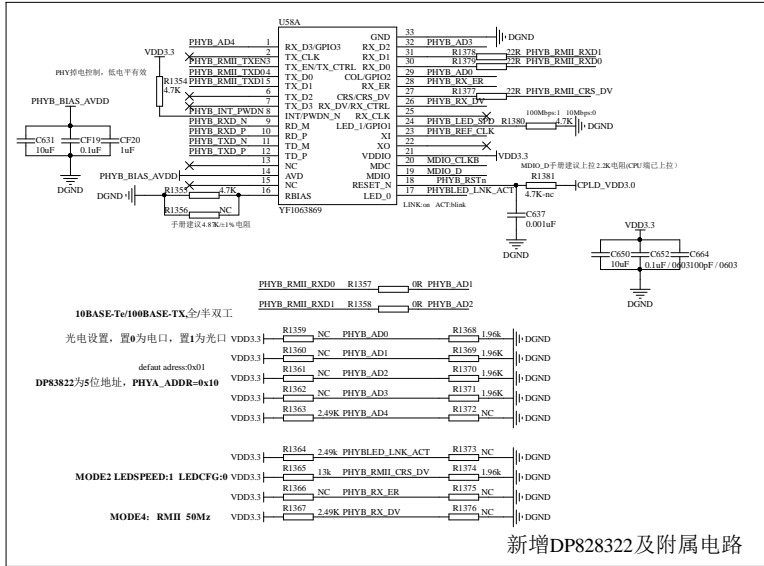 U58A
PHYB_AD4 1 RX_D3/GPIO3 GND 33 DGND
2 TX_CLK RX_D2 32 PHYB_AD3
PHYB_RMII_TXEN 3 TX_EN/TX_CTRL RX_D1 31 R1378 22R PHYB_RMII_RXD1
PHYB_RMII_TXD0 4 TX_D0 RX_D0 30 R1379 22R PHYB_RMII_RXD0
PHYB_RMII_TXD1 5 TX_D1 COL/GPIO2 29 PHYB_AD0
6 TX_D2 RX_ER 28 PHYB_RX_ER
7 TX_D3 CRS/CRS_DV 27 R1377 22R PHYB_RMII_CRS_DV
PHYB_INT_PWDN 8 INT/PWDN_N RX_DV/RX_CTRL 26 PHYB_RX_DV
PHYB_RXD_N 9 RD_M RX_CLK 25
PHYB_RXD_P 10 RD_P LED_1/GPIO1 24 PHYB_LED_SPD R1380 4.7K DGND
100Mbps:1 10Mbps:0
PHYB_TXD_N 11 TD_M XI 23 PHYB_REF_CLK
PHYB_TXD_P 12 TD_P XO 22
13 NC VDDIO 21 VDD3.3
PHYB_BIAS_AVDD 14 AVD MDC 20 MDIO_CLKB
15 NC MDIO 19 MDIO_D
16 RBIAS RESET_N 18 PHYB_RSTn
LED_0 17 PHYBLED_LNK_ACT
YF1063869
LINK:on ACT:blink
VDD3.3
PHY掉电控制，低电平有效
R1354
4.7K
PHYB_BIAS_AVDD
C631 CF19 CF20
10uF 0.1uF 1uF
DGND
DGND R1355 4.7K
R1356 NC
手册建议4.87K/±1%电阻
MDIO_D手册建议上拉2.2K电阻(CPU端已上拉）
R1381
4.7K-nc
CPLD_VDD3.0
C637
0.001uF
DGND
VDD3.3
C650 C652 C664
10uF 0.1uF / 0603 100pF / 0603
DGND
PHYB_RMII_RXD0 R1357 0R PHYB_AD1
PHYB_RMII_RXD1 R1358 0R PHYB_AD2
10BASE-Te/100BASE-TX,全/半双工
光电设置，置0为电口，置1为光口
defaut adress:0x01
DP83822为5位地址，PHYA_ADDR=0x10
VDD3.3 R1359 NC PHYB_AD0 R1368 1.96k DGND
VDD3.3 R1360 NC PHYB_AD1 R1369 1.96K DGND
VDD3.3 R1361 NC PHYB_AD2 R1370 1.96K DGND
VDD3.3 R1362 NC PHYB_AD3 R1371 1.96K DGND
VDD3.3 R1363 2.49K PHYB_AD4 R1372 NC DGND
VDD3.3 R1364 2.49k PHYBLED_LNK_ACT R1373 NC DGND
MODE2 LEDSPEED:1 LEDCFG:0
VDD3.3 R1365 13k PHYB_RMII_CRS_DV R1374 1.96k DGND
VDD3.3 R1366 NC PHYB_RX_ER R1375 NC DGND
MODE4: RMII 50Mz
VDD3.3 R1367 2.49K PHYB_RX_DV R1376 NC DGND
新增DP828322及附属电路